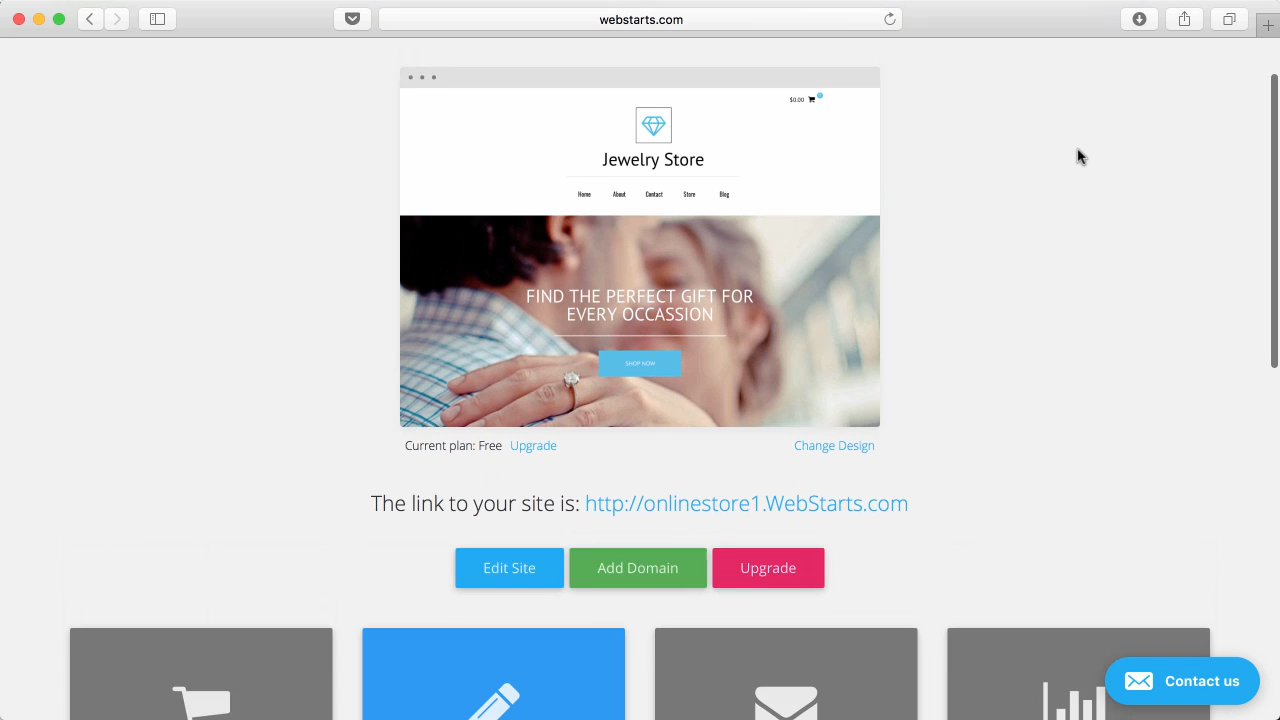 webstarts.com
$0.00
Jewelry Store
Home About Contact Store Blog
FIND THE PERFECT GIFT FOR
EVERY OCCASSION
SHOP NOW
Current plan: Free Upgrade Change Design
The link to your site is: http://onlinestore1.WebStarts.com
Edit Site Add Domain Upgrade
Contact us